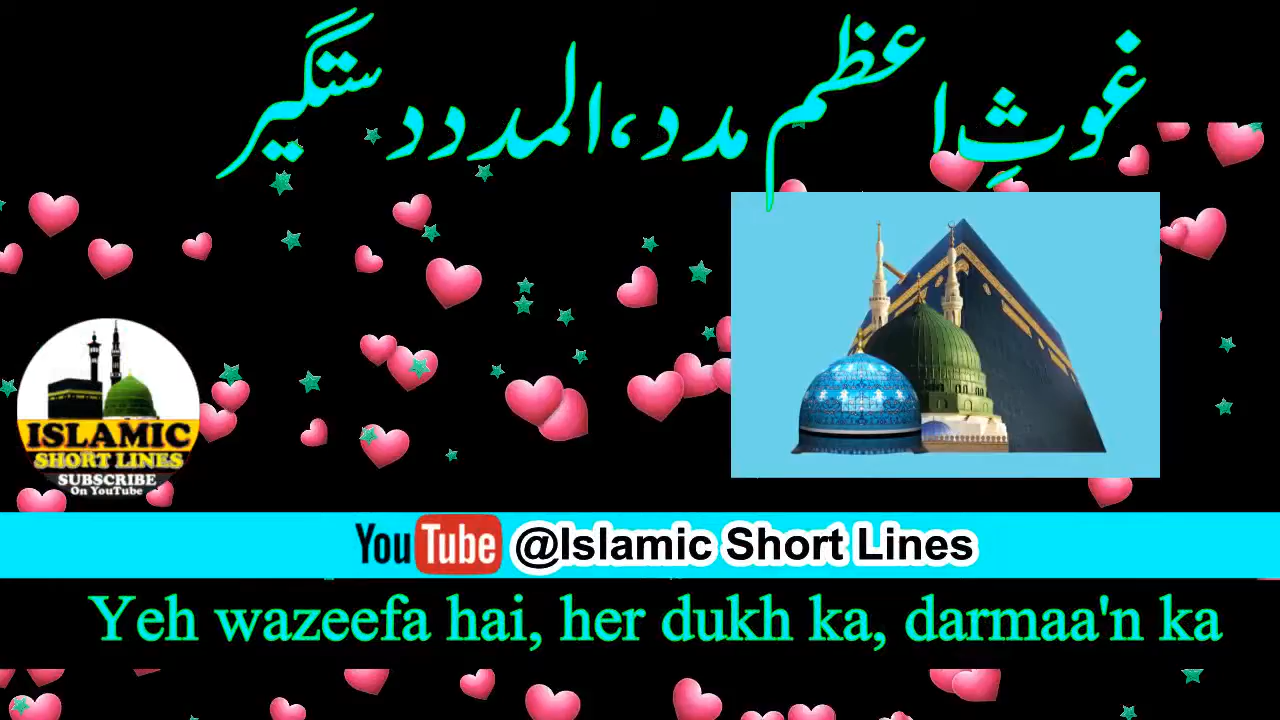 غوثِ اعظم مدد، المدد دستگیر
ISLAMIC
SHORT LINES
SUBSCRIBE
On YouTube
YouTube @Islamic Short Lines
Yeh wazeefa hai, her dukh ka, darmaa'n ka